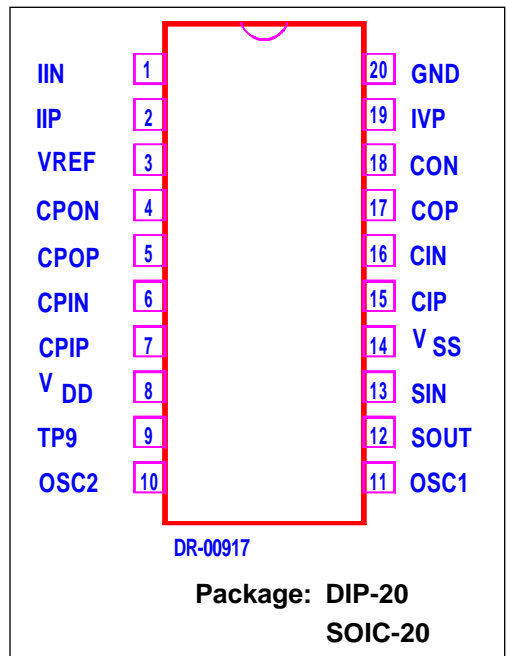 IIN 1 20 GND
IIP 2 19 IVP
VREF 3 18 CON
CPON 4 17 COP
CPOP 5 16 CIN
CPIN 6 15 CIP
CPIP 7 14 VSS
VDD 8 13 SIN
TP9 9 12 SOUT
OSC2 10 11 OSC1
DR-00917
Package: DIP-20
SOIC-20